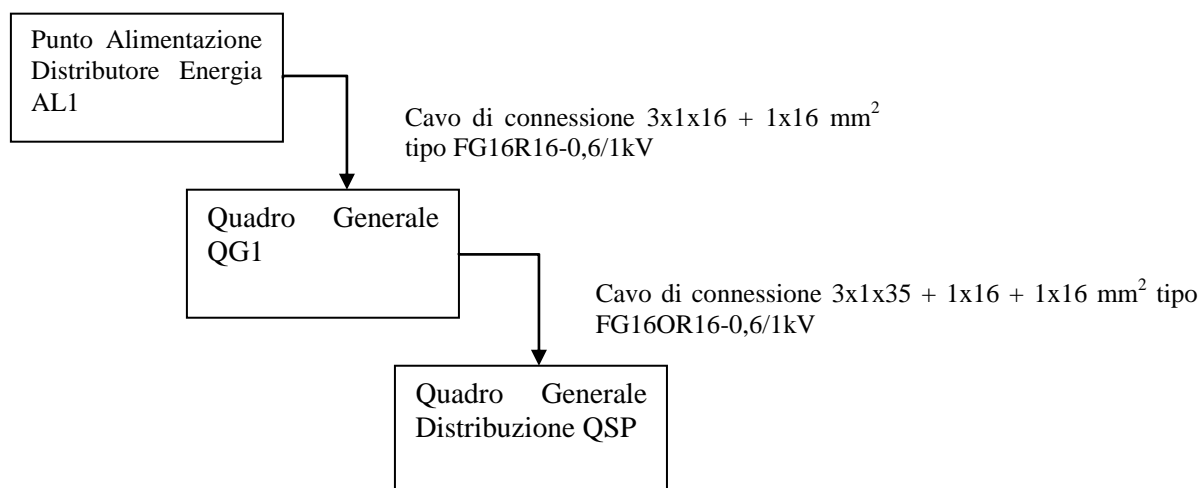 Punto Alimentazione
Distributore Energia
AL1
Cavo di connessione 3x1x16 + 1x16 mm²
tipo FG16R16-0,6/1kV
Quadro Generale
QG1
Cavo di connessione 3x1x35 + 1x16 + 1x16 mm² tipo
FG16OR16-0,6/1kV
Quadro Generale
Distribuzione QSP